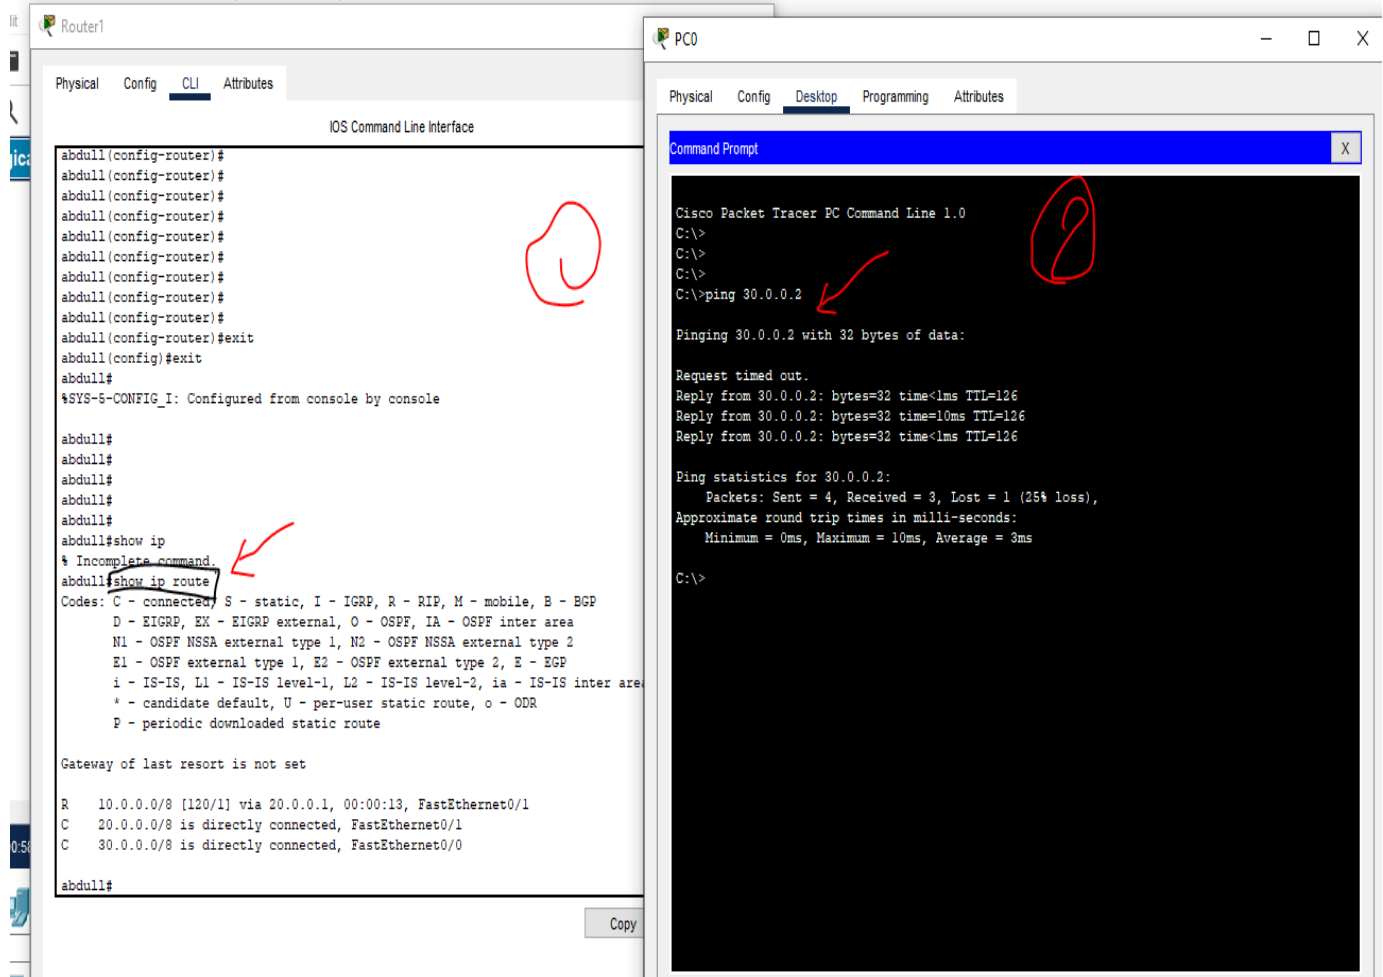 Router1
Physical Config CLI Attributes
IOS Command Line Interface
abdull(config-router)#
abdull(config-router)#
abdull(config-router)#
abdull(config-router)#
abdull(config-router)#
abdull(config-router)#
abdull(config-router)#
abdull(config-router)#
abdull(config-router)#
abdull(config-router)#exit
abdull(config)#exit
abdull#
%SYS-5-CONFIG_I: Configured from console by console
abdull#
abdull#
abdull#
abdull#
abdull#
abdull#show ip
% Incomplete command.
abdull#show ip route
Codes: C - connected, S - static, I - IGRP, R - RIP, M - mobile, B - BGP
D - EIGRP, EX - EIGRP external, O - OSPF, IA - OSPF inter area
N1 - OSPF NSSA external type 1, N2 - OSPF NSSA external type 2
E1 - OSPF external type 1, E2 - OSPF external type 2, E - EGP
i - IS-IS, L1 - IS-IS level-1, L2 - IS-IS level-2, ia - IS-IS inter area
* - candidate default, U - per-user static route, o - ODR
P - periodic downloaded static route
Gateway of last resort is not set
R 10.0.0.0/8 [120/1] via 20.0.0.1, 00:00:13, FastEthernet0/1
C 20.0.0.0/8 is directly connected, FastEthernet0/1
C 30.0.0.0/8 is directly connected, FastEthernet0/0
abdull#
Copy
PC0
Physical Config Desktop Programming Attributes
Command Prompt
X
Cisco Packet Tracer PC Command Line 1.0
C:\>
C:\>
C:\>
C:\>ping 30.0.0.2
Pinging 30.0.0.2 with 32 bytes of data:
Request timed out.
Reply from 30.0.0.2: bytes=32 time<1ms TTL=126
Reply from 30.0.0.2: bytes=32 time=10ms TTL=126
Reply from 30.0.0.2: bytes=32 time<1ms TTL=126
Ping statistics for 30.0.0.2:
Packets: Sent = 4, Received = 3, Lost = 1 (25% loss),
Approximate round trip times in milli-seconds:
Minimum = 0ms, Maximum = 10ms, Average = 3ms
C:\>